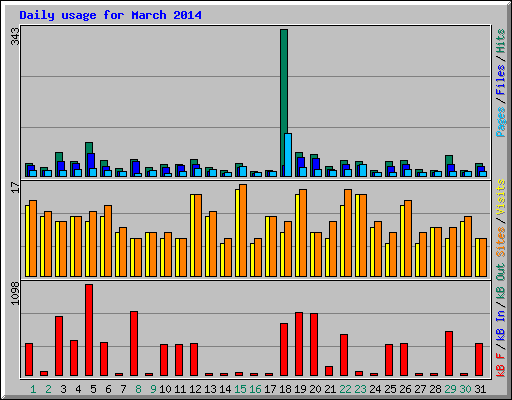 Daily usage for March 2014
343
17
1098
Pages / Files / Hits
Sites / Visits
kB F / kB In / kB Out
1 2 3 4 5 6 7 8 9 10 11 12 13 14 15 16 17 18 19 20 21 22 23 24 25 26 27 28 29 30 31